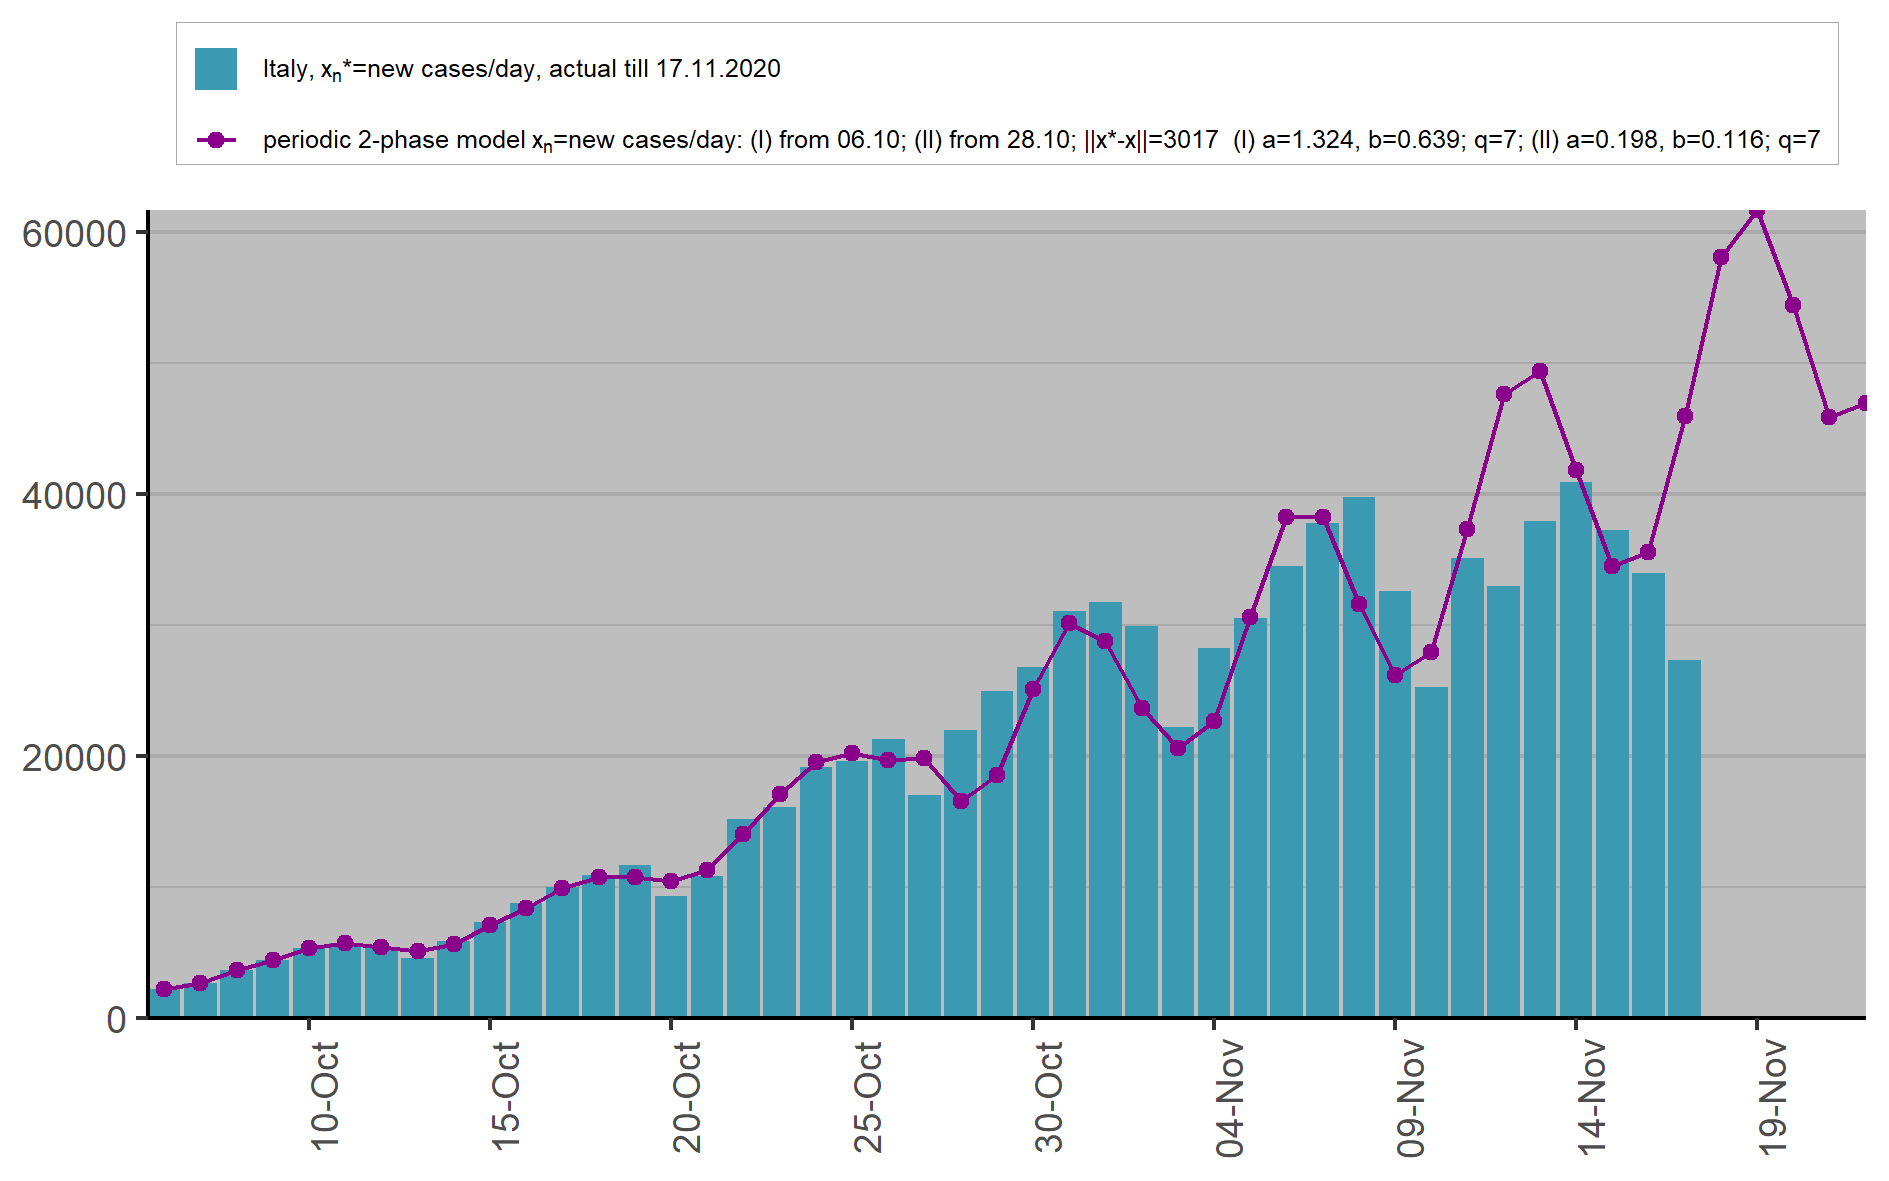 Italy, xₙ*=new cases/day, actual till 17.11.2020
periodic 2-phase model xₙ=new cases/day: (I) from 06.10; (II) from 28.10; ||x*-x||=3017  (I) a=1.324, b=0.639; q=7; (II) a=0.198, b=0.116; q=7
60000
40000
20000
0
10-Oct
15-Oct
20-Oct
25-Oct
30-Oct
04-Nov
09-Nov
14-Nov
19-Nov